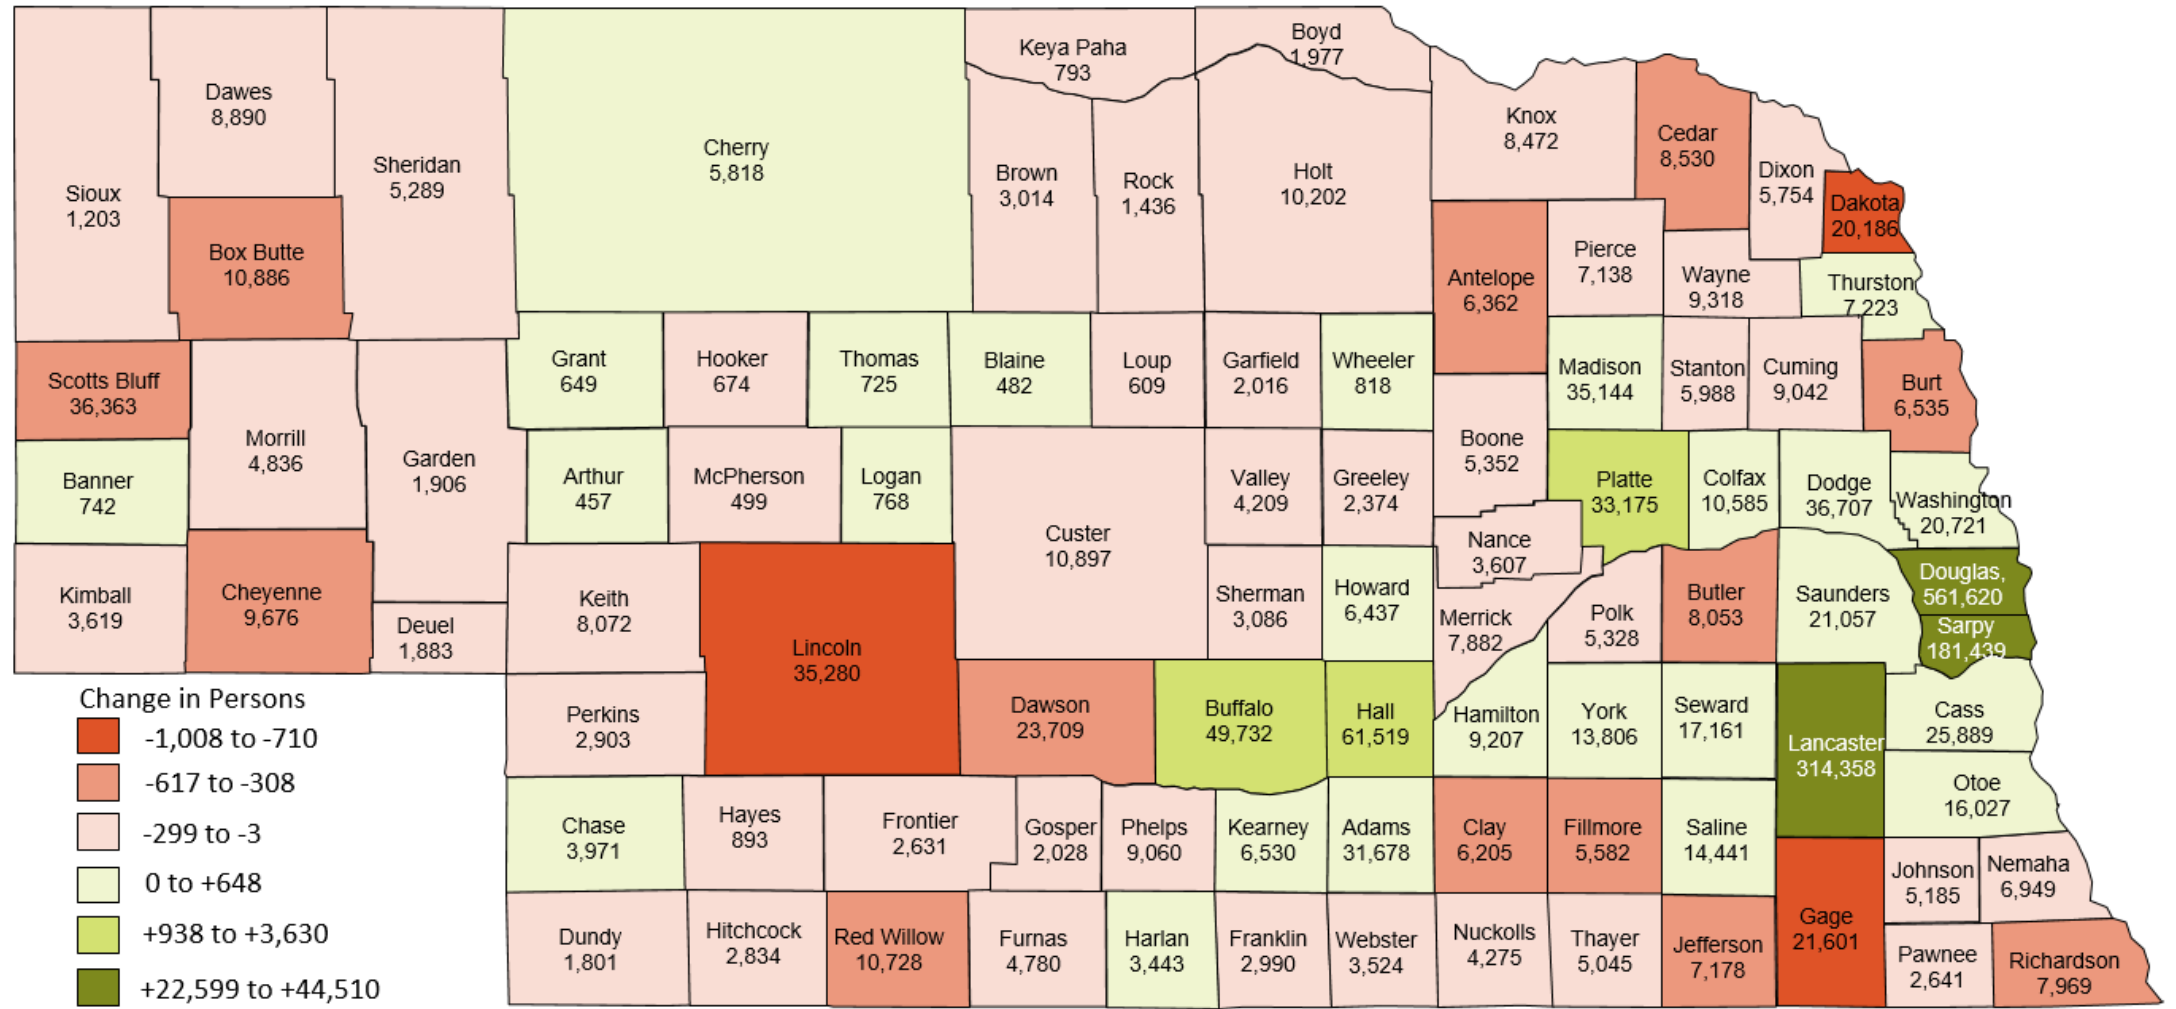 Keya Paha
793
Boyd
1,977
Dawes
8,890
Sheridan
5,289
Cherry
5,818
Brown
3,014
Rock
1,436
Holt
10,202
Knox
8,472
Cedar
8,530
Dixon
5,754
Dakota
20,186
Sioux
1,203
Box Butte
10,886
Antelope
6,362
Pierce
7,138
Wayne
9,318
Thurston
7,223
Scotts Bluff
36,363
Grant
649
Hooker
674
Thomas
725
Blaine
482
Loup
609
Garfield
2,016
Wheeler
818
Madison
35,144
Stanton
5,988
Cuming
9,042
Burt
6,535
Banner
742
Morrill
4,836
Garden
1,906
Arthur
457
McPherson
499
Logan
768
Custer
10,897
Valley
4,209
Greeley
2,374
Boone
5,352
Platte
33,175
Colfax
10,585
Dodge
36,707
Washington
20,721
Nance
3,607
Kimball
3,619
Cheyenne
9,676
Deuel
1,883
Keith
8,072
Lincoln
35,280
Sherman
3,086
Howard
6,437
Merrick
7,882
Polk
5,328
Butler
8,053
Saunders
21,057
Douglas,
561,620
Sarpy
181,439
Perkins
2,903
Dawson
23,709
Buffalo
49,732
Hall
61,519
Hamilton
9,207
York
13,806
Seward
17,161
Lancaster
314,358
Cass
25,889
Otoe
16,027
Chase
3,971
Hayes
893
Frontier
2,631
Gosper
2,028
Phelps
9,060
Kearney
6,530
Adams
31,678
Clay
6,205
Fillmore
5,582
Saline
14,441
Johnson
5,185
Nemaha
6,949
Dundy
1,801
Hitchcock
2,834
Red Willow
10,728
Furnas
4,780
Harlan
3,443
Franklin
2,990
Webster
3,524
Nuckolls
4,275
Thayer
5,045
Jefferson
7,178
Gage
21,601
Pawnee
2,641
Richardson
7,969
Change in Persons
-1,008 to -710
-617 to -308
-299 to -3
0 to +648
+938 to +3,630
+22,599 to +44,510